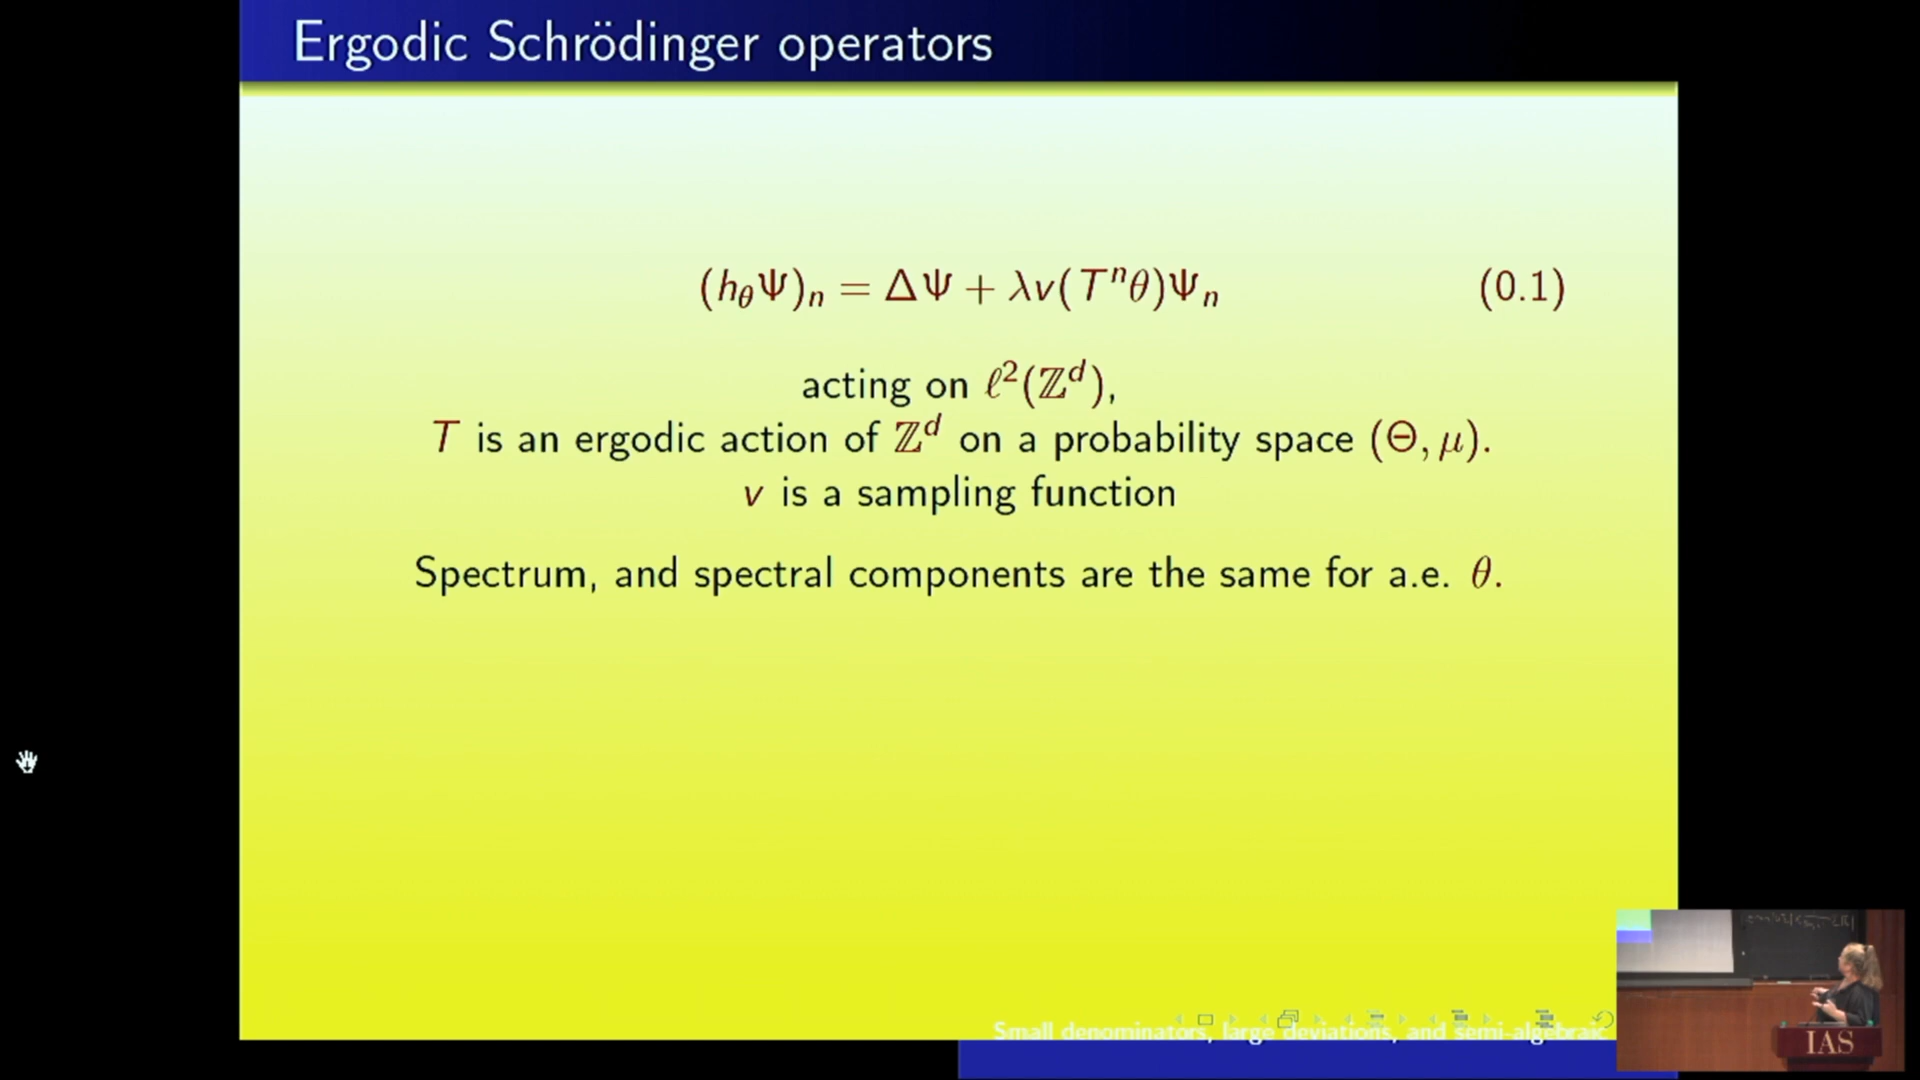 Ergodic Schrödinger operators
(h_θΨ)_n = ΔΨ + λv(T^nθ)Ψ_n (0.1)
acting on ℓ²(ℤ^d),
T is an ergodic action of ℤ^d on a probability space (Θ, μ).
v is a sampling function
Spectrum, and spectral components are the same for a.e. θ.
Small denominators, large deviations, and semi-algebraic
IAS